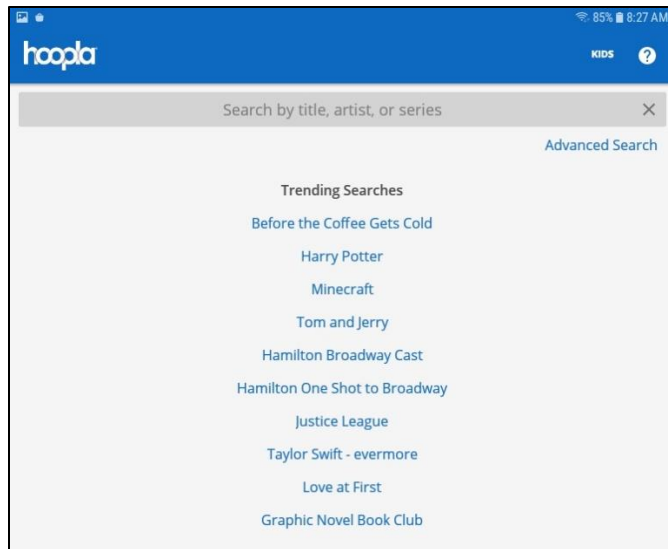 85% 8:27 AM
hoopla
KIDS ?
Search by title, artist, or series
Advanced Search
Trending Searches
Before the Coffee Gets Cold
Harry Potter
Minecraft
Tom and Jerry
Hamilton Broadway Cast
Hamilton One Shot to Broadway
Justice League
Taylor Swift - evermore
Love at First
Graphic Novel Book Club